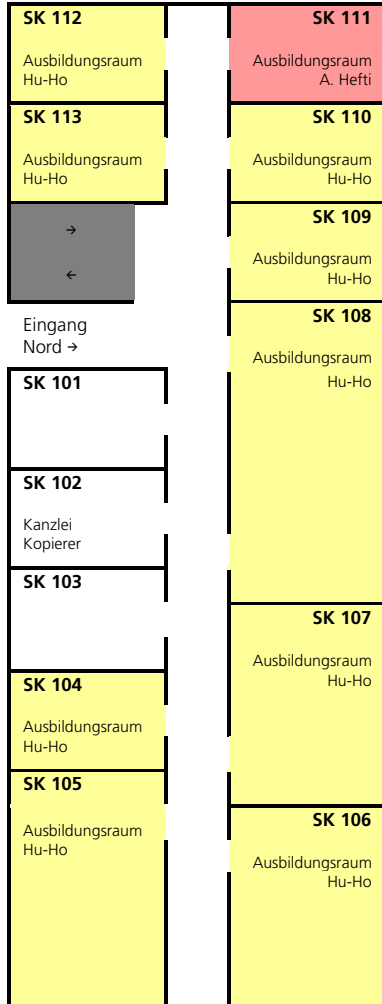 SK 112
Ausbildungsraum
Hu-Ho
SK 113
Ausbildungsraum
Hu-Ho
→
←
Eingang
Nord →
SK 101
SK 102
Kanzlei
Kopierer
SK 103
SK 104
Ausbildungsraum
Hu-Ho
SK 105
Ausbildungsraum
Hu-Ho
SK 111
Ausbildungsraum
A. Hefti
SK 110
Ausbildungsraum
Hu-Ho
SK 109
Ausbildungsraum
Hu-Ho
SK 108
Ausbildungsraum
Hu-Ho
SK 107
Ausbildungsraum
Hu-Ho
SK 106
Ausbildungsraum
Hu-Ho